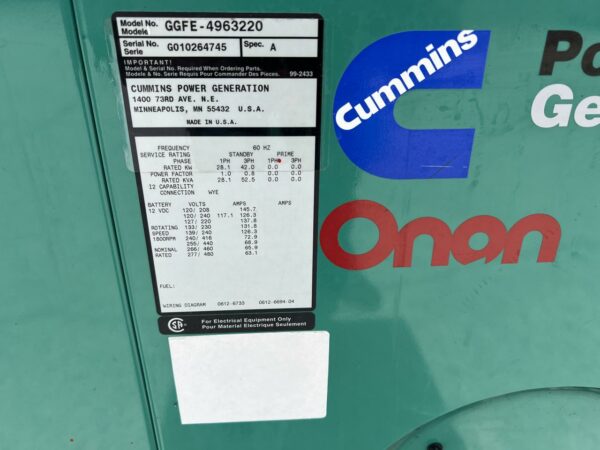 Model No. GGFE-4963220
Modele
Serial No. G010264745 Spec. A
Serie
IMPORTANT!
Model & Serial No. Required When Ordering Parts.
Modele & No. Serie Requis Pour Commander Des Pieces. 99-2433
CUMMINS POWER GENERATION
1400 73RD AVE. N.E.
MINNEAPOLIS, MN 55432 U.S.A.
MADE IN U.S.A.
FREQUENCY 60 HZ
SERVICE RATING STANDBY PRIME
PHASE 1PH 3PH 1PH 3PH
RATED KW 28.1 42.0 0.0 0.0
POWER FACTOR 1.0 0.8 0.0 0.0
RATED KVA 28.1 52.5 0.0 0.0
I2 CAPABILITY
CONNECTION WYE
BATTERY VOLTS AMPS AMPS
12 VDC 120/ 208 145.7
120/ 240 117.1 126.3
127/ 220 137.8
ROTATING 133/ 230 131.8
SPEED 139/ 240 126.3
1800RPM 240/ 416 72.9
255/ 440 68.9
NOMINAL 266/ 460 65.9
RATED 277/ 480 63.1
FUEL:
WIRING DIAGRAM 0612-6733 0612-6694-04
SA
For Electrical Equipment Only
Pour Material Electrique Seulement
Cummins
Po
Ge
Onan